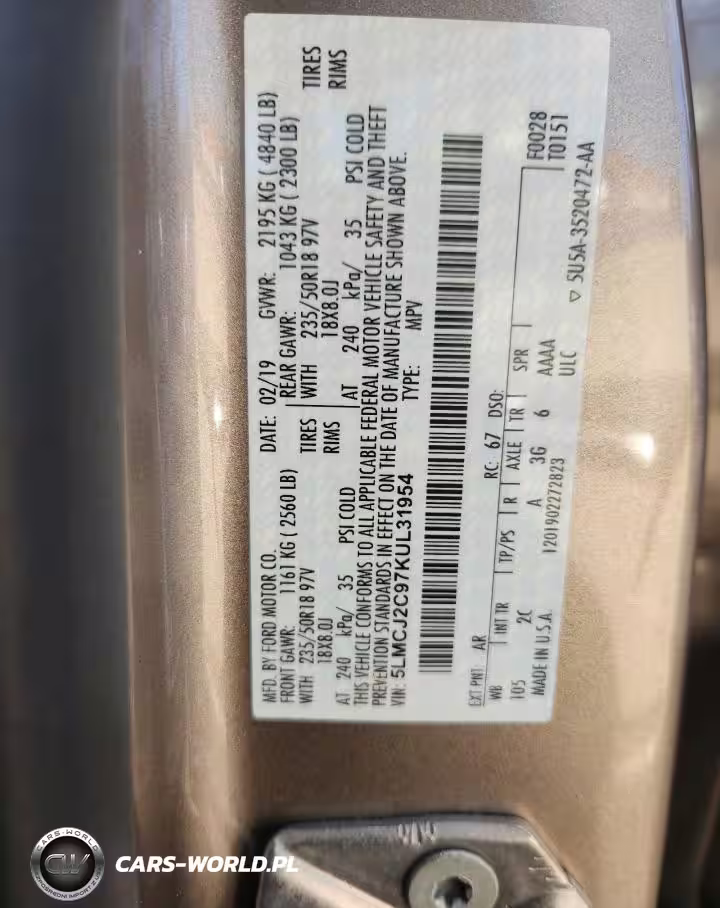 MFD. BY FORD MOTOR CO. DATE: 02/19 GVWR: 2195 KG ( 4840 LB)
FRONT GAWR: 1161 KG ( 2560 LB) REAR GAWR: 1043 KG ( 2300 LB)
WITH 235/50R18 97V TIRES WITH 235/50R18 97V TIRES
18X8.0J RIMS 18X8.0J RIMS
AT 240 kPa/ 35 PSI COLD AT 240 kPa/ 35 PSI COLD
THIS VEHICLE CONFORMS TO ALL APPLICABLE FEDERAL MOTOR VEHICLE SAFETY AND THEFT
PREVENTION STANDARDS IN EFFECT ON THE DATE OF MANUFACTURE SHOWN ABOVE.
VIN: 5LMCJ2C97KUL31954 TYPE: MPV
EXT PNT: AR RC: 67 DSO: F0028
WB INT TR TP/PS R AXLE TR SPR T0151
105 2C A 3G 6 AAAA
MADE IN U.S.A. 1201902272823 ULC
▽ 5U5A-3520472-AA
CW
CARS-WORLD.PL